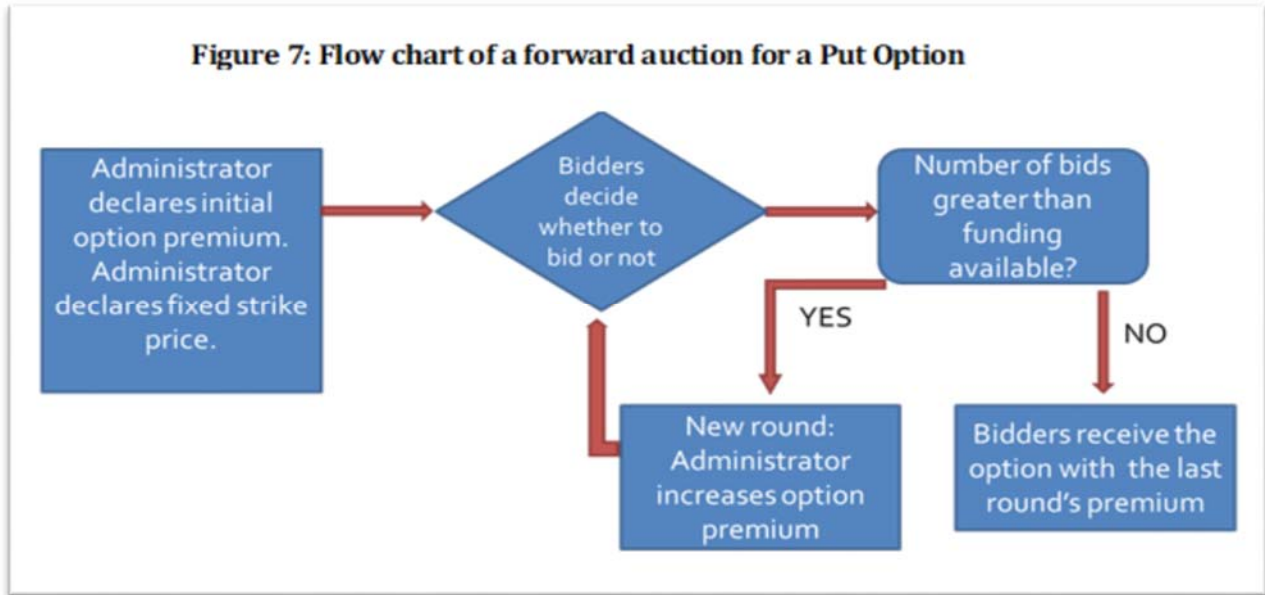 Figure 7: Flow chart of a forward auction for a Put Option
Administrator
declares initial
option premium.
Administrator
declares fixed strike
price.
Bidders
decide
whether to
bid or not
Number of bids
greater than
funding
available?
YES
NO
New round:
Administrator
increases option
premium
Bidders receive the
option with the last
round's premium